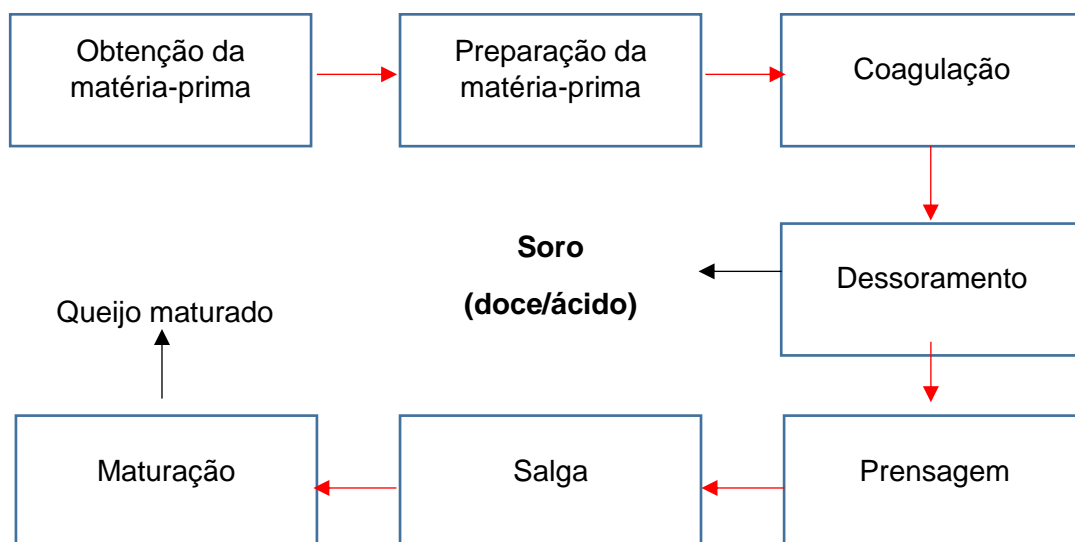 Obtenção da
matéria-prima
Preparação da
matéria-prima
Coagulação
Dessoramento
Soro
(doce/ácido)
Prensagem
Salga
Maturação
Queijo maturado